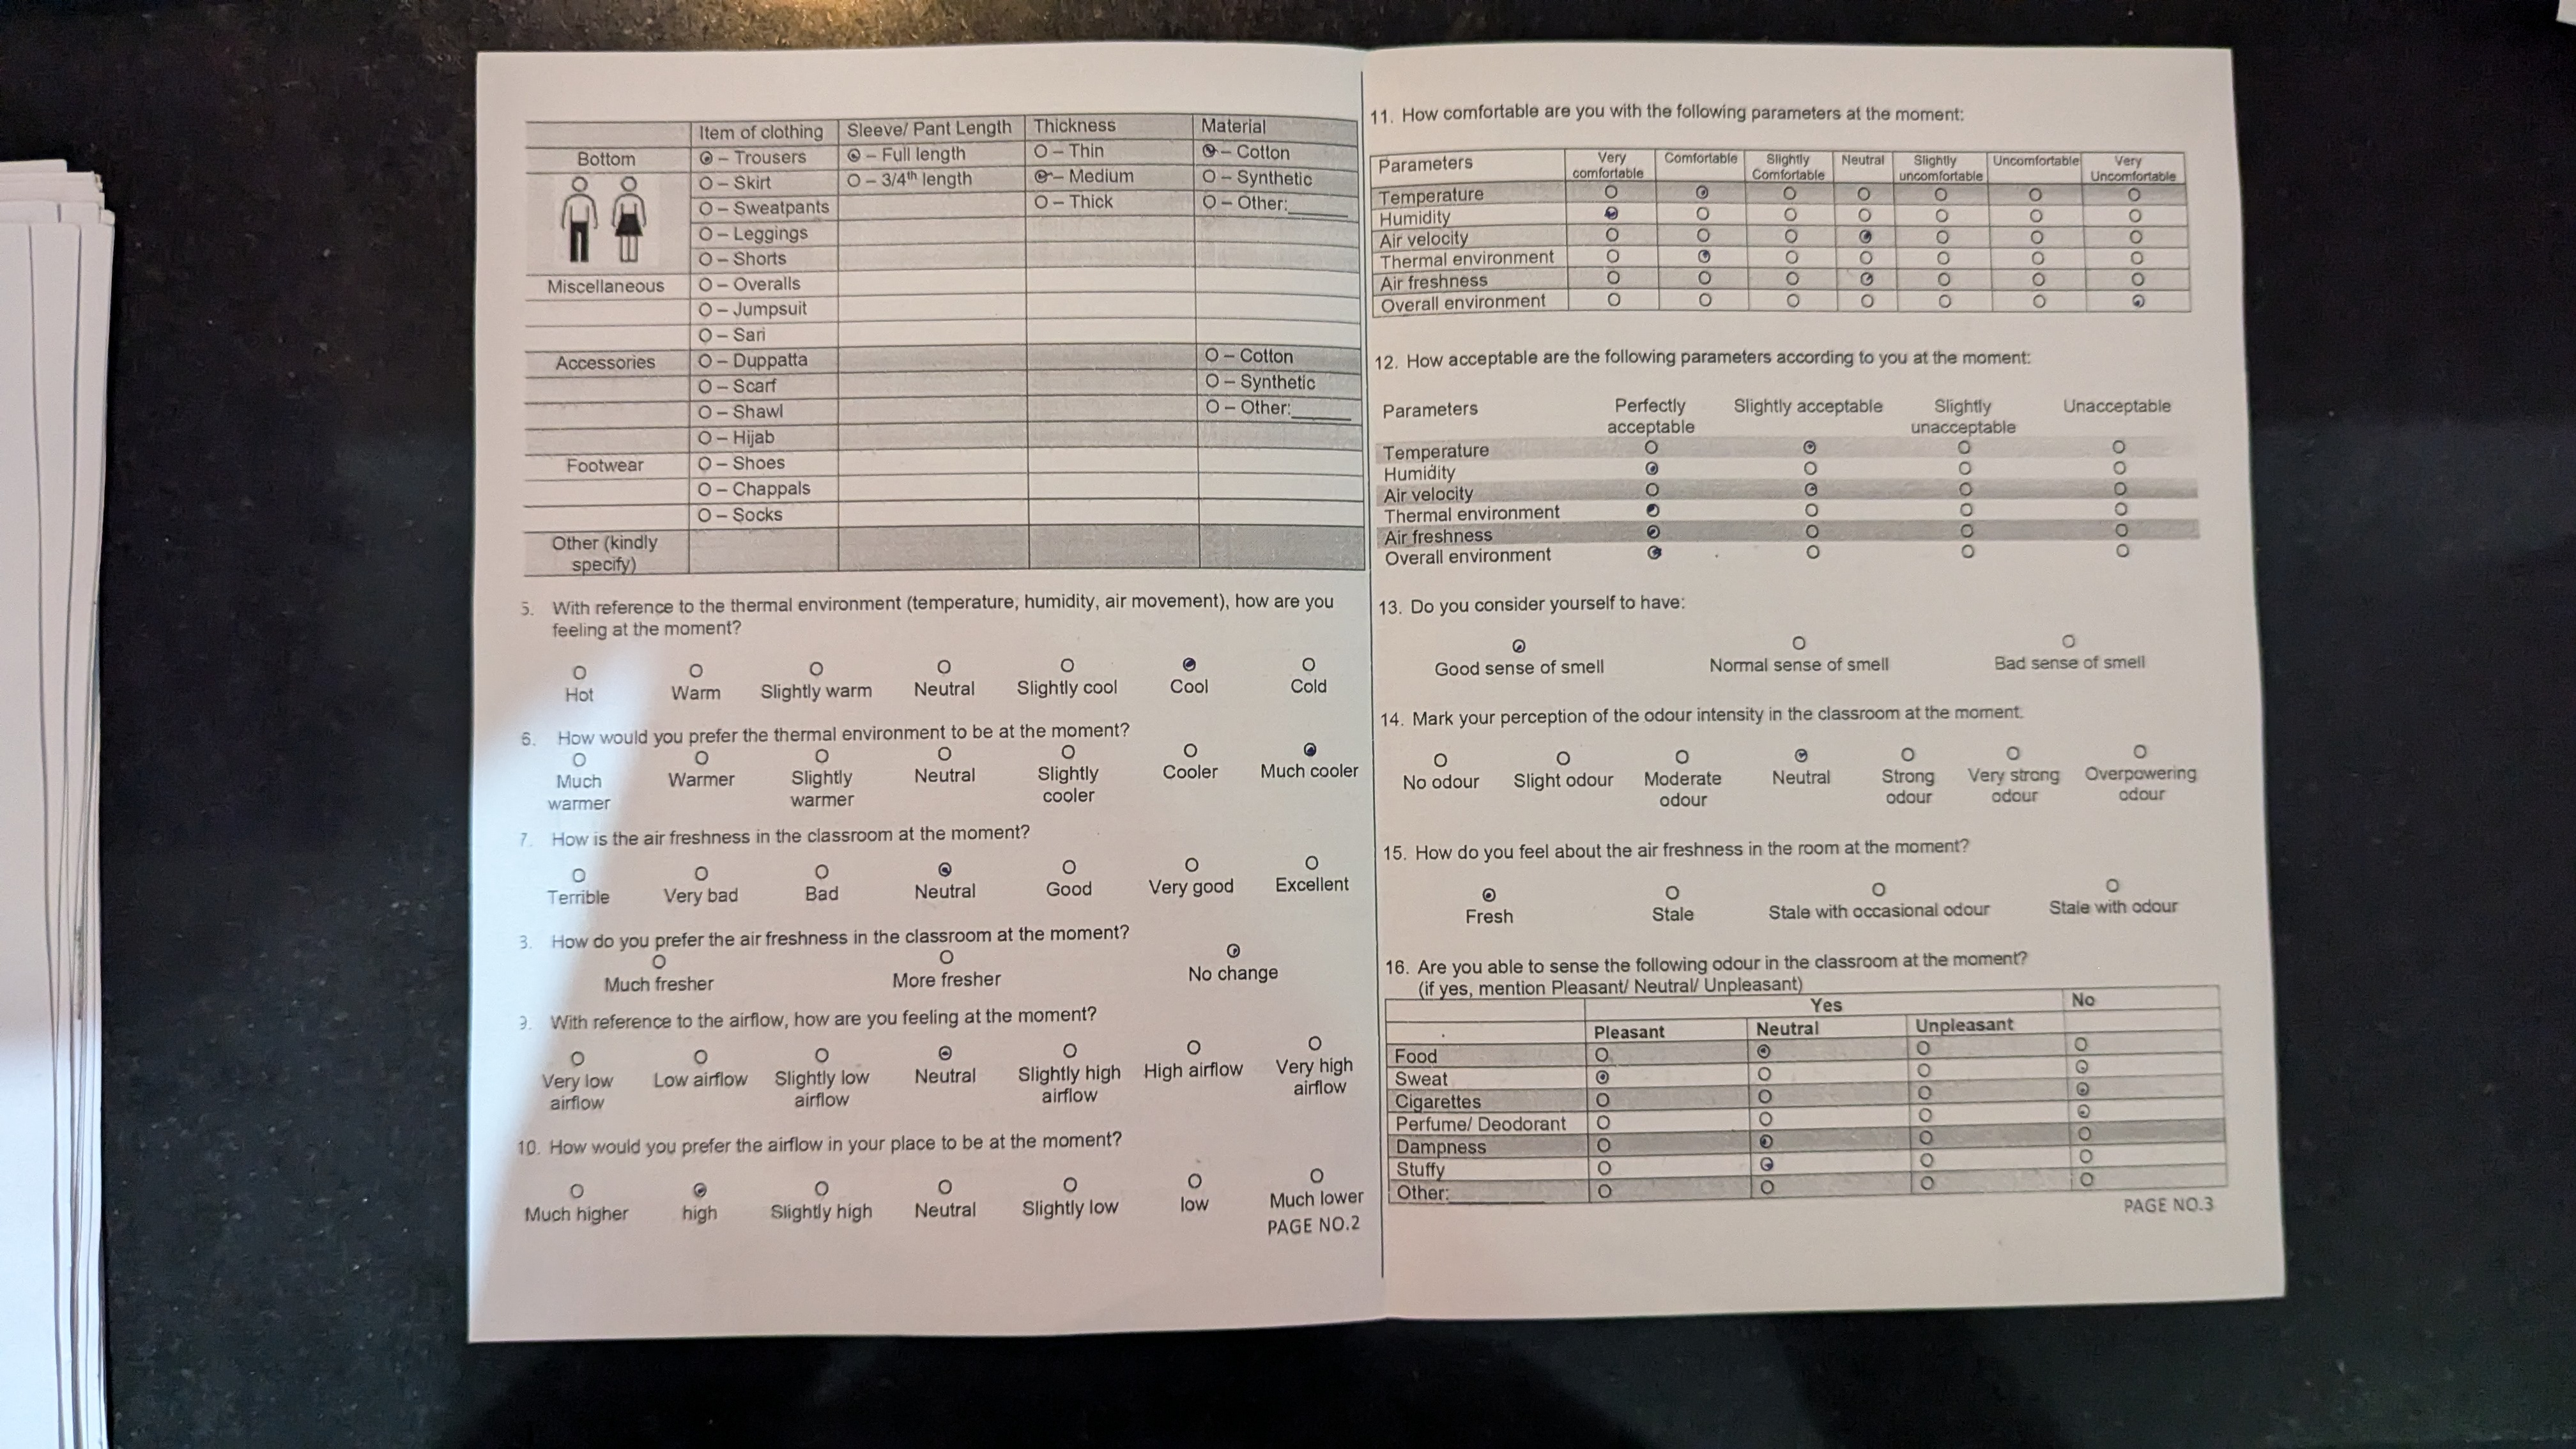 Item of clothing Sleeve/ Pant Length Thickness Material
Bottom O – Trousers O – Full length O – Thin O – Cotton
O – Skirt O – 3/4th length O – Medium O – Synthetic
O – Sweatpants O – Thick O – Other:______
O – Leggings
O – Shorts
Miscellaneous O – Overalls
O – Jumpsuit
O – Sari
Accessories O – Duppatta O – Cotton
O – Scarf O – Synthetic
O – Shawl O – Other:______
O – Hijab
Footwear O – Shoes
O – Chappals
O – Socks
Other (kindly
specify)
5. With reference to the thermal environment (temperature, humidity, air movement), how are you
feeling at the moment?
Hot Warm Slightly warm Neutral Slightly cool Cool Cold
6. How would you prefer the thermal environment to be at the moment?
Much Warmer Slightly Neutral Slightly Cooler Much cooler
warmer warmer cooler
7. How is the air freshness in the classroom at the moment?
Terrible Very bad Bad Neutral Good Very good Excellent
How do you prefer the air freshness in the classroom at the moment?
Much fresher More fresher No change
With reference to the airflow, how are you feeling at the moment?
Very low Low airflow Slightly low Neutral Slightly high High airflow Very high
airflow airflow airflow airflow
10. How would you prefer the airflow in your place to be at the moment?
Much higher high Slightly high Neutral Slightly low low Much lower
PAGE NO.2
11. How comfortable are you with the following parameters at the moment:
Parameters Very Comfortable Slightly Neutral Slightly Uncomfortable Very
comfortable Comfortable uncomfortable Uncomfortable
Temperature
Humidity
Air velocity
Thermal environment
Air freshness
Overall environment
12. How acceptable are the following parameters according to you at the moment:
Parameters Perfectly Slightly acceptable Slightly Unacceptable
acceptable unacceptable
Temperature
Humidity
Air velocity
Thermal environment
Air freshness
Overall environment
13. Do you consider yourself to have:
Good sense of smell Normal sense of smell Bad sense of smell
14. Mark your perception of the odour intensity in the classroom at the moment.
No odour Slight odour Moderate Neutral Strong Very strong Overpowering
odour odour odour odour
15. How do you feel about the air freshness in the room at the moment?
Fresh Stale Stale with occasional odour Stale with odour
16. Are you able to sense the following odour in the classroom at the moment?
(if yes, mention Pleasant/ Neutral/ Unpleasant)
Yes No
Pleasant Neutral Unpleasant
Food
Sweat
Cigarettes
Perfume/ Deodorant
Dampness
Stuffy
Other:__________
PAGE NO.3